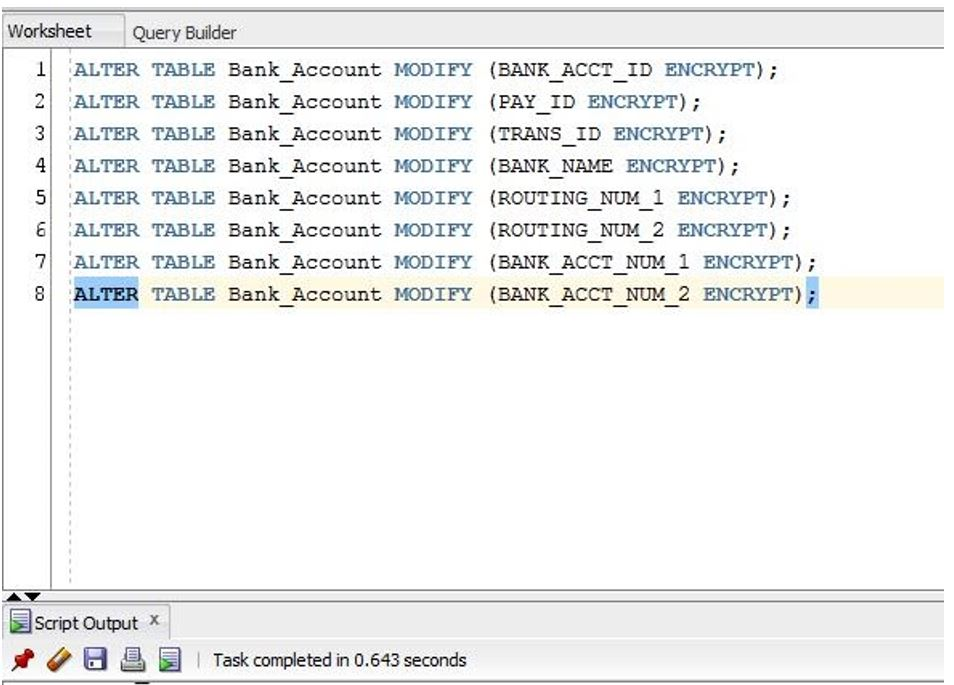 Worksheet Query Builder
1 ALTER TABLE Bank_Account MODIFY (BANK_ACCT_ID ENCRYPT);
2 ALTER TABLE Bank_Account MODIFY (PAY_ID ENCRYPT);
3 ALTER TABLE Bank_Account MODIFY (TRANS_ID ENCRYPT);
4 ALTER TABLE Bank_Account MODIFY (BANK_NAME ENCRYPT);
5 ALTER TABLE Bank_Account MODIFY (ROUTING_NUM_1 ENCRYPT);
6 ALTER TABLE Bank_Account MODIFY (ROUTING_NUM_2 ENCRYPT);
7 ALTER TABLE Bank_Account MODIFY (BANK_ACCT_NUM_1 ENCRYPT);
8 ALTER TABLE Bank_Account MODIFY (BANK_ACCT_NUM_2 ENCRYPT);
Script Output x
Task completed in 0.643 seconds